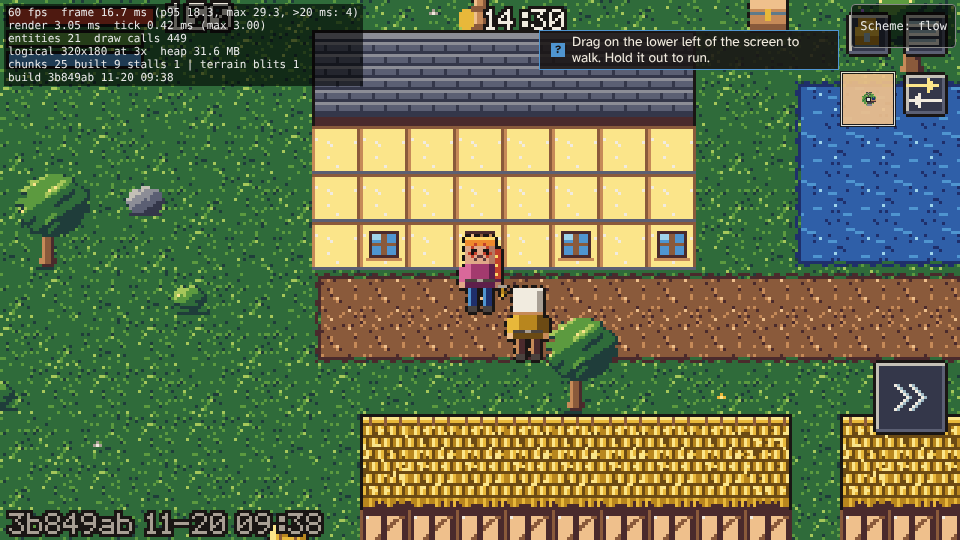 60 fps  frame 16.7 ms (p95 18.3, max 29.3, >20 ms: 4)
render 3.05 ms  tick 0.42 ms (max 3.00)
entities 21  draw calls 449
logical 320x180 at 3x  heap 31.6 MB
chunks 25 built 9 stalls 1 | terrain blits 1
build 3b849ab 11-20 09:38
14:30
Scheme: flow
? Drag on the lower left of the screen to
walk. Hold it out to run.
3b849ab 11-20 09:38